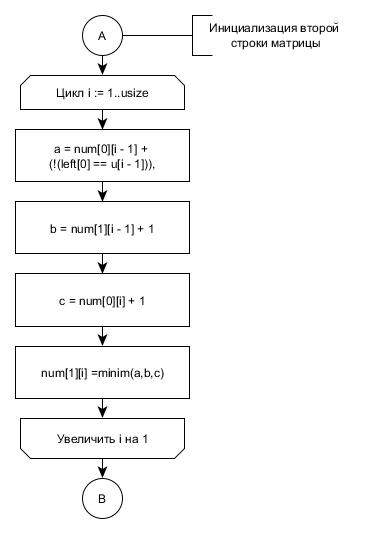 A
Инициализация второй
строки матрицы
Цикл i := 1..usize
a = num[0][i - 1] +
(!(left[0] == u[i - 1])),
b = num[1][i - 1] + 1
c = num[0][i] + 1
num[1][i] =minim(a,b,c)
Увеличить i на 1
B